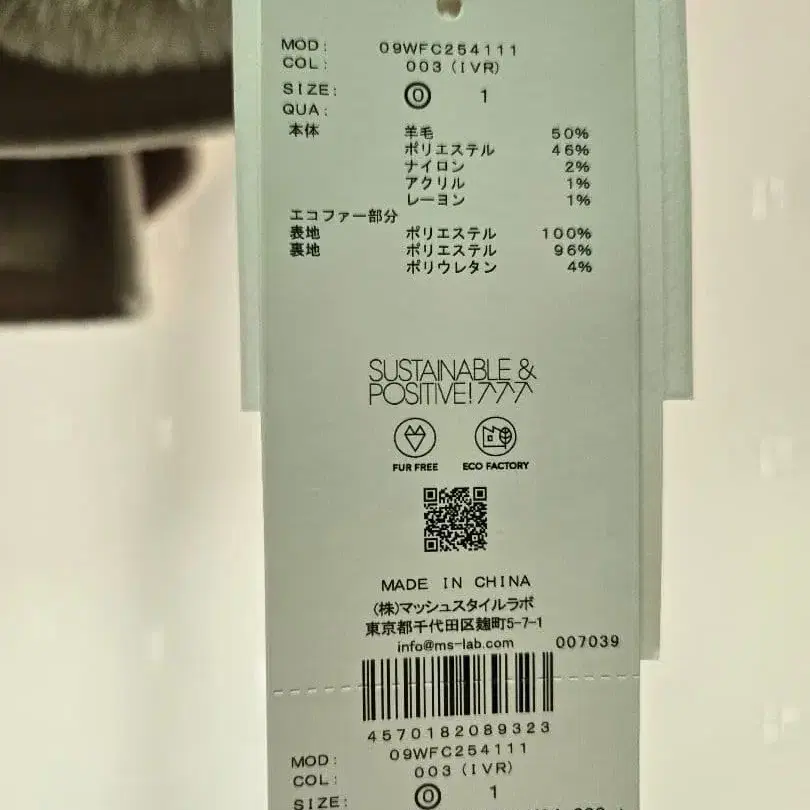 MOD: 09WFC254111
COL: 003 (IVR)
SIZE: 0 1
QUA:
本体 羊毛 50%
ポリエステル 46%
ナイロン 2%
アクリル 1%
レーヨン 1%
エコファー部分
表地 ポリエステル 100%
裏地 ポリエステル 96%
ポリウレタン 4%
SUSTAINABLE &
POSITIVE!
FUR FREE ECO FACTORY
MADE IN CHINA
(株)マッシュスタイルラボ
東京都千代田区麹町5-7-1
info@ms-lab.com 007039
4570182089323
MOD: 09WFC254111
COL: 003 (IVR)
SIZE: 0 1